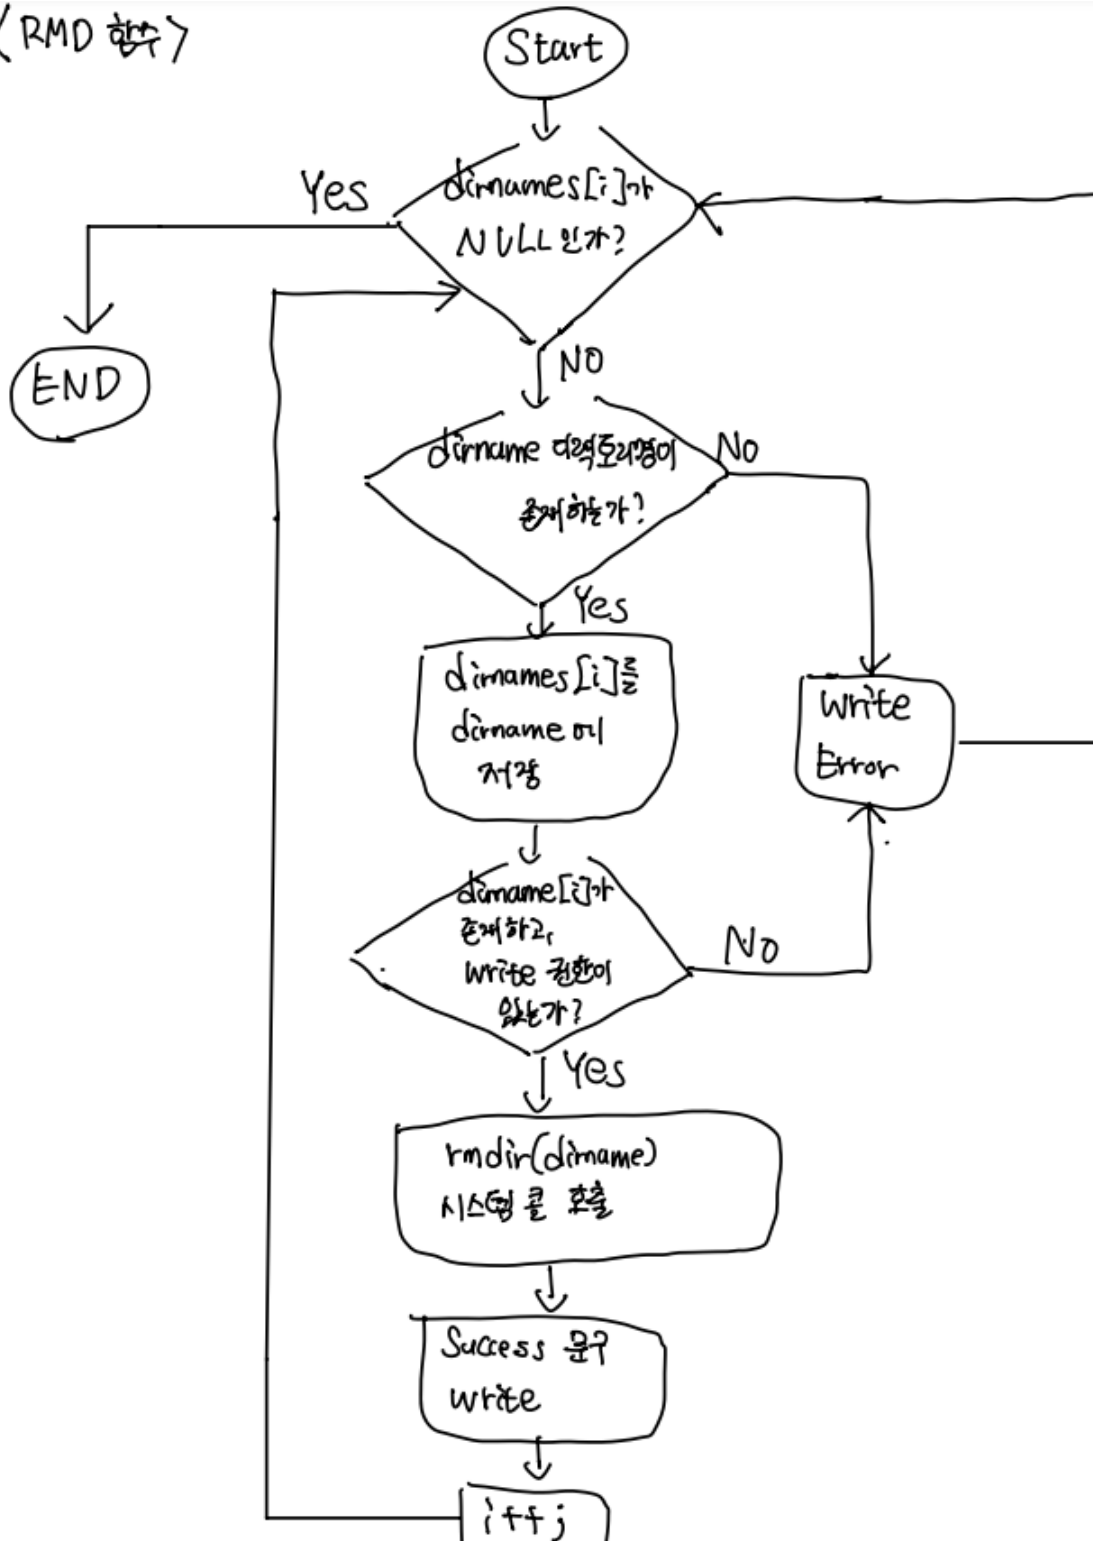 <RMD 함수>
Start
dirnames[i]가
NULL인가?
Yes
END
NO
dirname 디렉토리명이
존재하는가?
No
Yes
dirnames[i]를
dirname에
저장
write
Error
dirname[i]가
존재하고,
write 권한이
있는가?
No
Yes
rmdir(dirname)
시스템 콜 호출
Success 문구
write
i++;